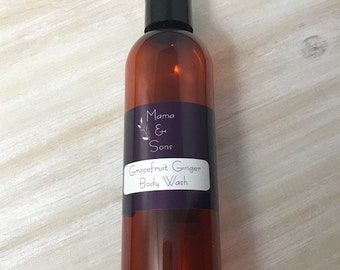 Mama
&
Sons
Grapefruit Ginger
Body Wash